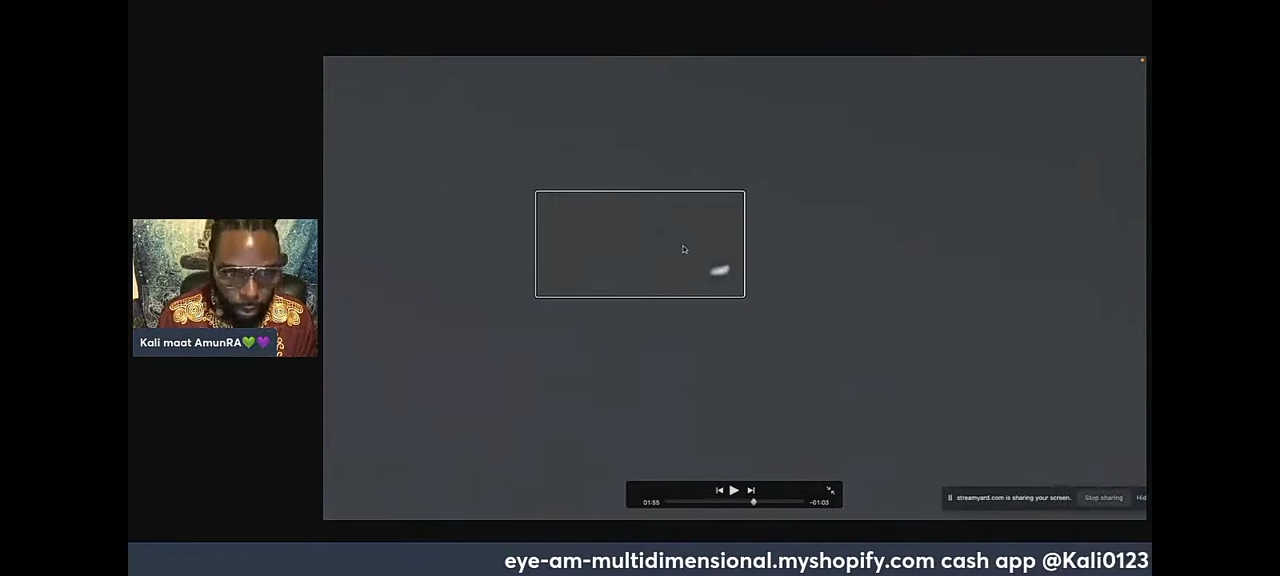 Kali maat AmunRA💚💜
01:55
-01:03
streamyard.com is sharing your screen.
Stop sharing
Hid
eye-am-multidimensional.myshopify.com cash app @Kali0123